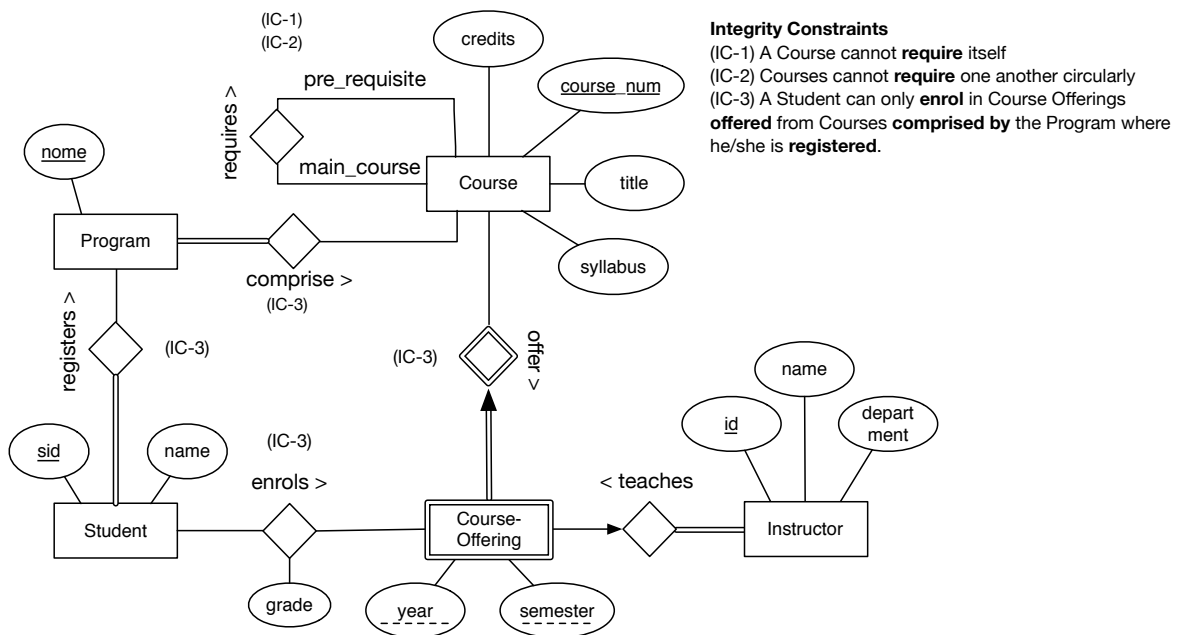 (IC-1)
(IC-2)
credits
Integrity Constraints
(IC-1) A Course cannot require itself
(IC-2) Courses cannot require one another circularly
(IC-3) A Student can only enrol in Course Offerings
offered from Courses comprised by the Program where
he/she is registered.
pre_requisite
course_num
requires >
nome
main_course
Course
title
Program
comprise >
(IC-3)
syllabus
registers >
(IC-3)
(IC-3)
offer >
name
id
depart
ment
sid
name
(IC-3)
enrols >
< teaches
Student
Course-
Offering
Instructor
grade
year
semester